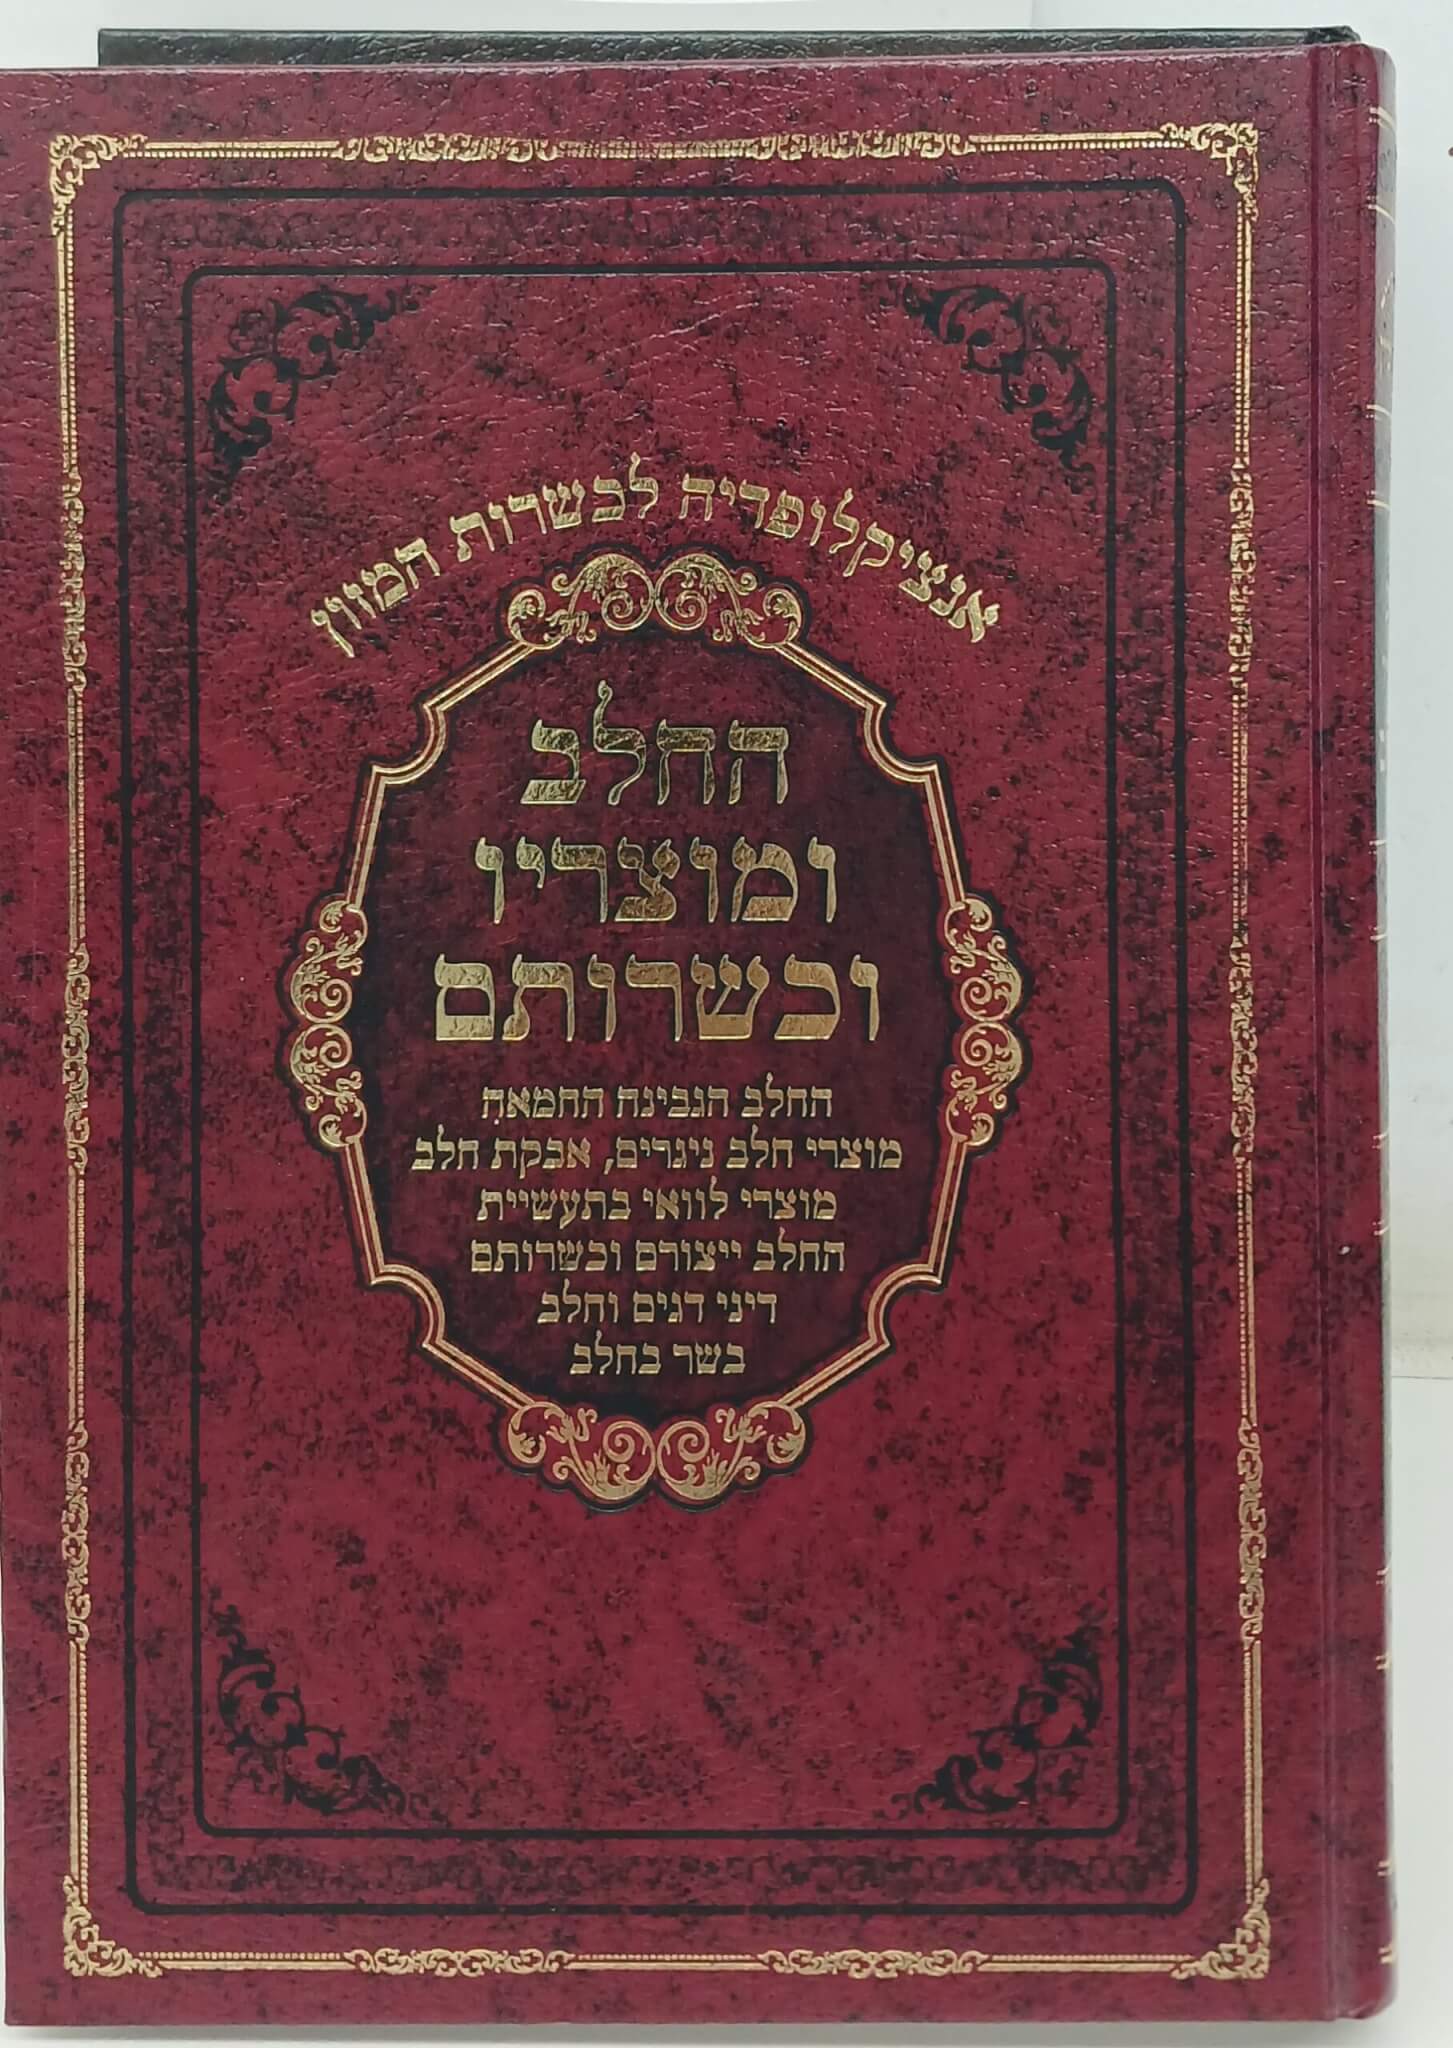 אנציקלופדיה לכשרות המזון
החלב
ומוצריו
וכשרותם
החלב הגבינה החמאה
מוצרי חלב ניגרים, אבקת חלב
מוצרי לוואי בתעשיית
החלב ייצורם וכשרותם
דיני דגים וחלב
בשר בחלב